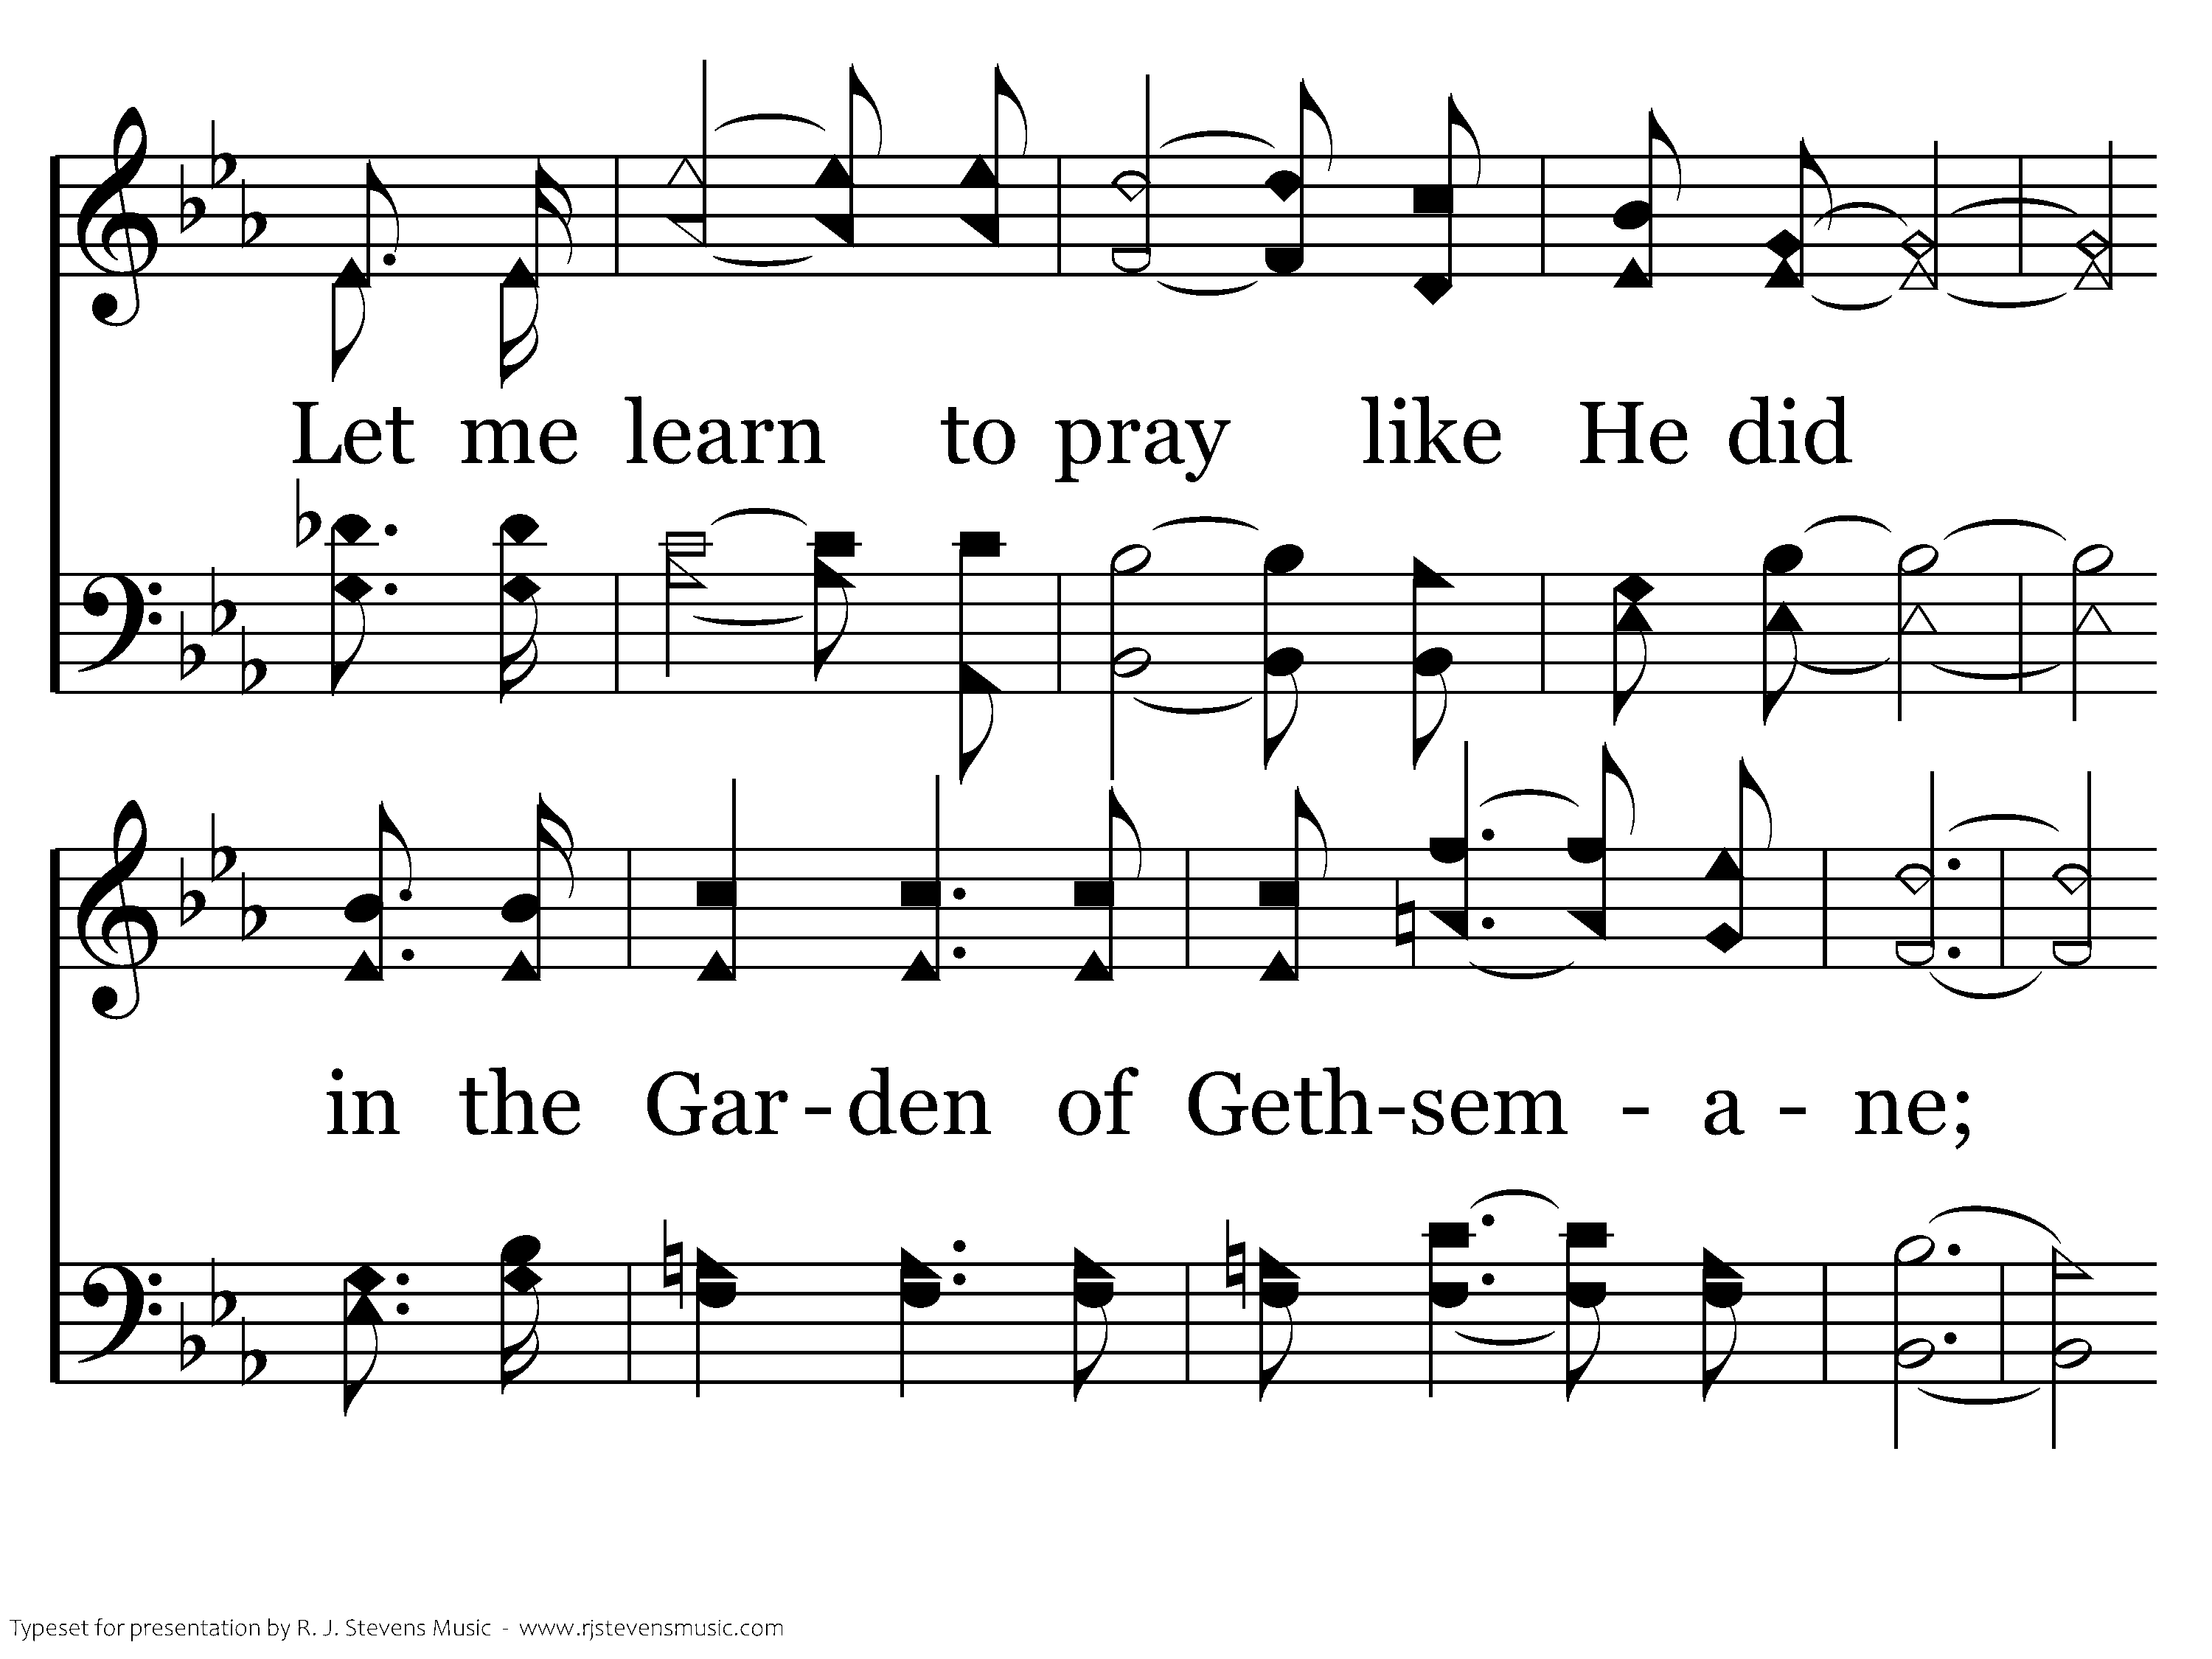 Let me learn to pray like He did
in the Gar - den of Geth-sem - a - ne;
Typeset for presentation by R. J. Stevens Music - www.rjstevensmusic.com